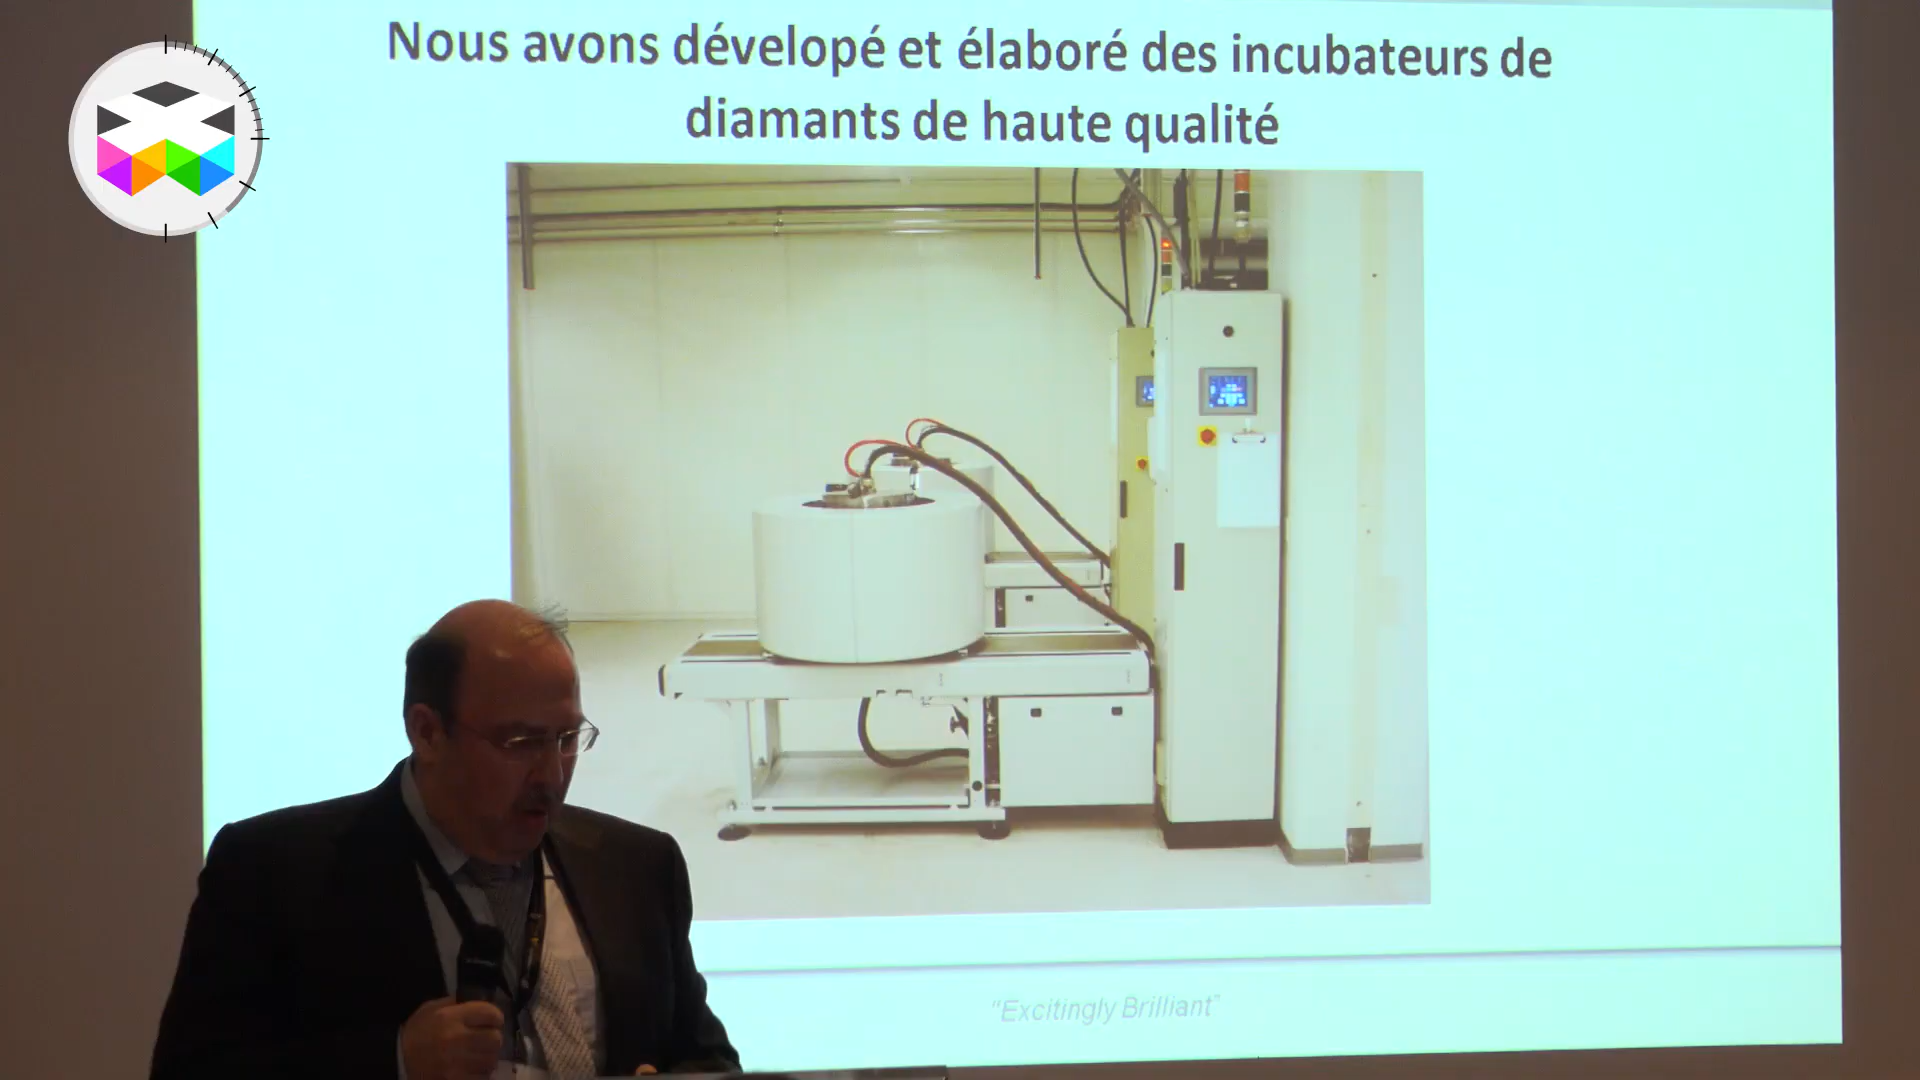 Nous avons dévelopé et élaboré des incubateurs de
diamants de haute qualité
“Excitingly Brilliant”